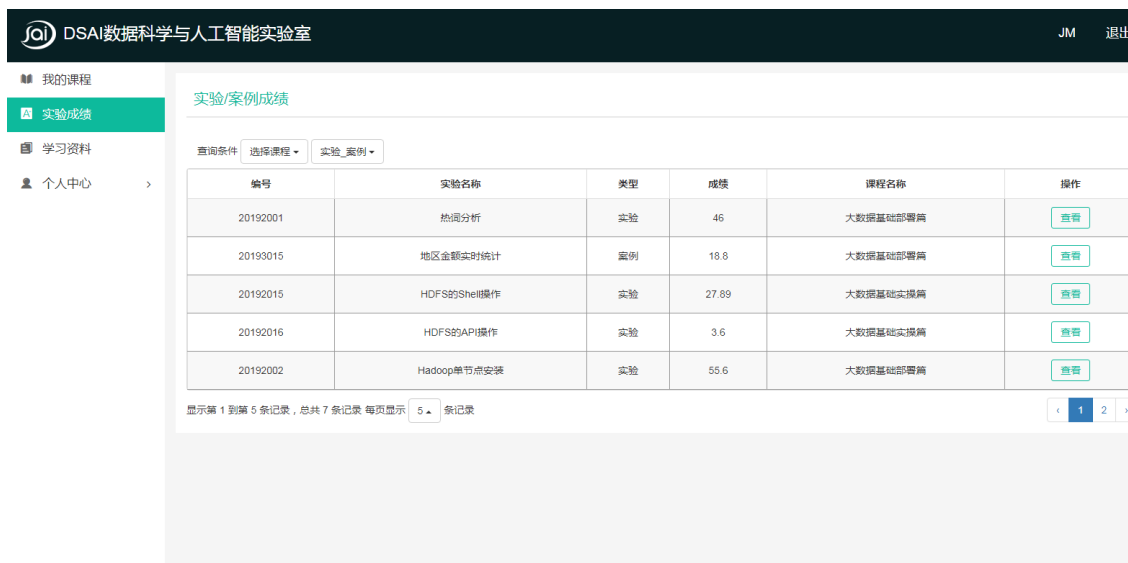 DSAI数据科学与人工智能实验室 JM 退出
我的课程
实验成绩
学习资料
个人中心
实验/案例成绩
查询条件 选择课程 实验_案例
编号 实验名称 类型 成绩 课程名称 操作
20192001 热词分析 实验 46 大数据基础部署篇 查看
20193015 地区金额实时统计 案例 18.8 大数据基础部署篇 查看
20192015 HDFS的Shell操作 实验 27.89 大数据基础实操篇 查看
20192016 HDFS的API操作 实验 3.6 大数据基础实操篇 查看
20192002 Hadoop单节点安装 实验 55.6 大数据基础部署篇 查看
显示第 1 到第 5 条记录，总共 7 条记录 每页显示 5 条记录 ‹ 1 2 ›